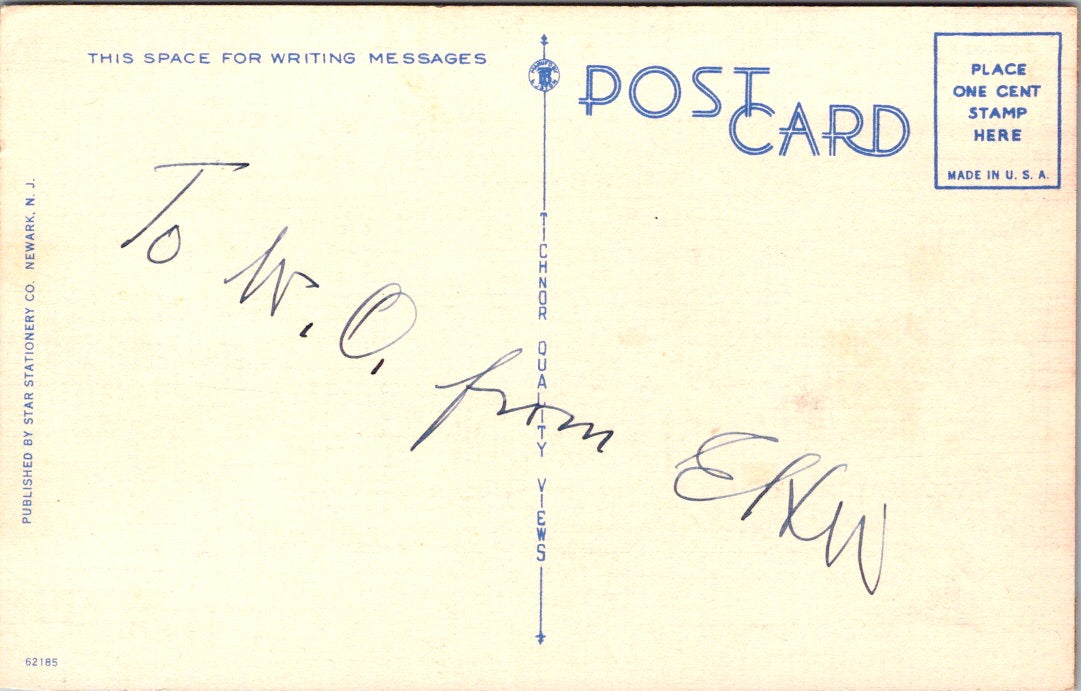 THIS SPACE FOR WRITING MESSAGES
POST
CARD
PLACE
ONE CENT
STAMP
HERE
MADE IN U. S. A.
PUBLISHED BY STAR STATIONERY CO. NEWARK, N. J.
TICHNOR QUALITY VIEWS
To W. O. from EKW
62185